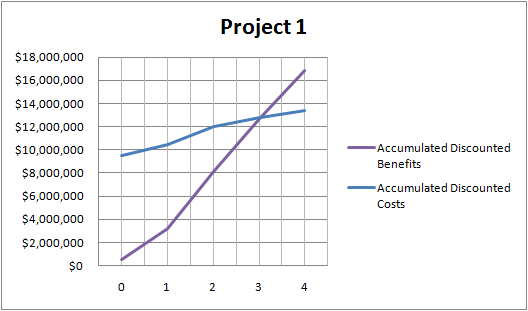 Project 1
$18,000,000
$16,000,000
$14,000,000
$12,000,000
$10,000,000
$8,000,000
$6,000,000
$4,000,000
$2,000,000
$0
0 1 2 3 4
Accumulated Discounted
Benefits
Accumulated Discounted
Costs